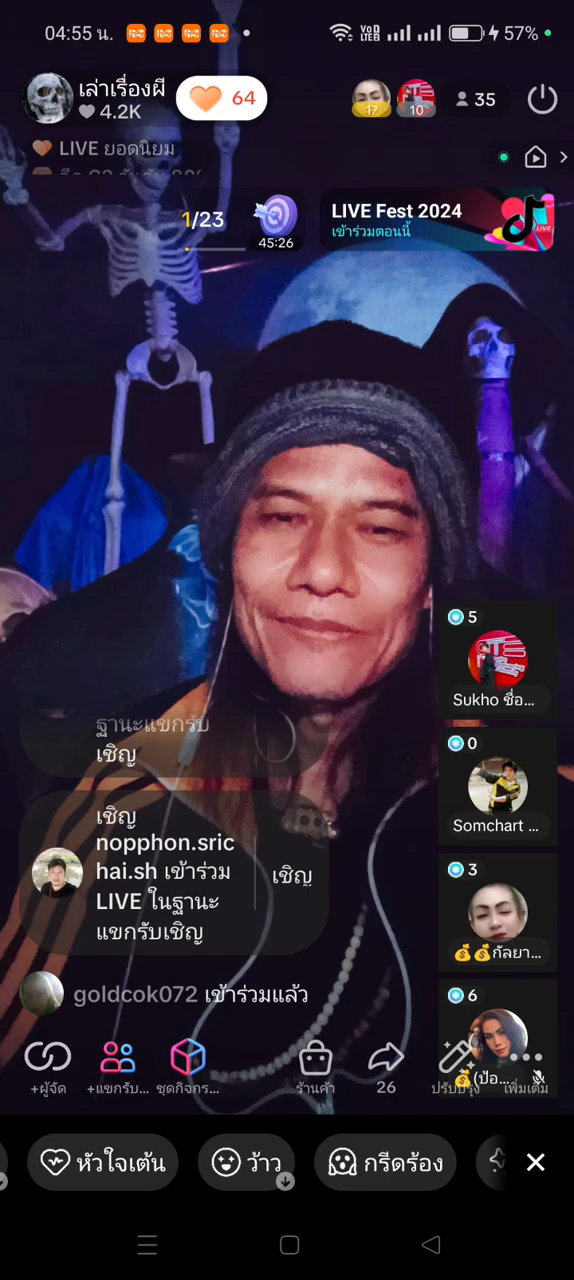 04:55 น.
57%
เล่าเรื่องผี
4.2K
64
17
10
35
LIVE ยอดนิยม
1/23
45:26
LIVE Fest 2024
เข้าร่วมตอนนี้
LIVE
5
Sukho ชื่อ...
0
Somchart ...
3
💰💰กัลยา...
6
💰(ป้อ...
ฐานะแขกรับ
เชิญ
เชิญ
nopphon.sric
hai.sh เข้าร่วม
LIVE ในฐานะ
แขกรับเชิญ
เชิญ
goldcok072 เข้าร่วมแล้ว
+ผู้จัด
+แขกรับ...
ชุดกิจกร...
ร้านค้า
26
ปรับปรุง
เพิ่มเติม
หัวใจเต้น
ว้าว
กรีดร้อง